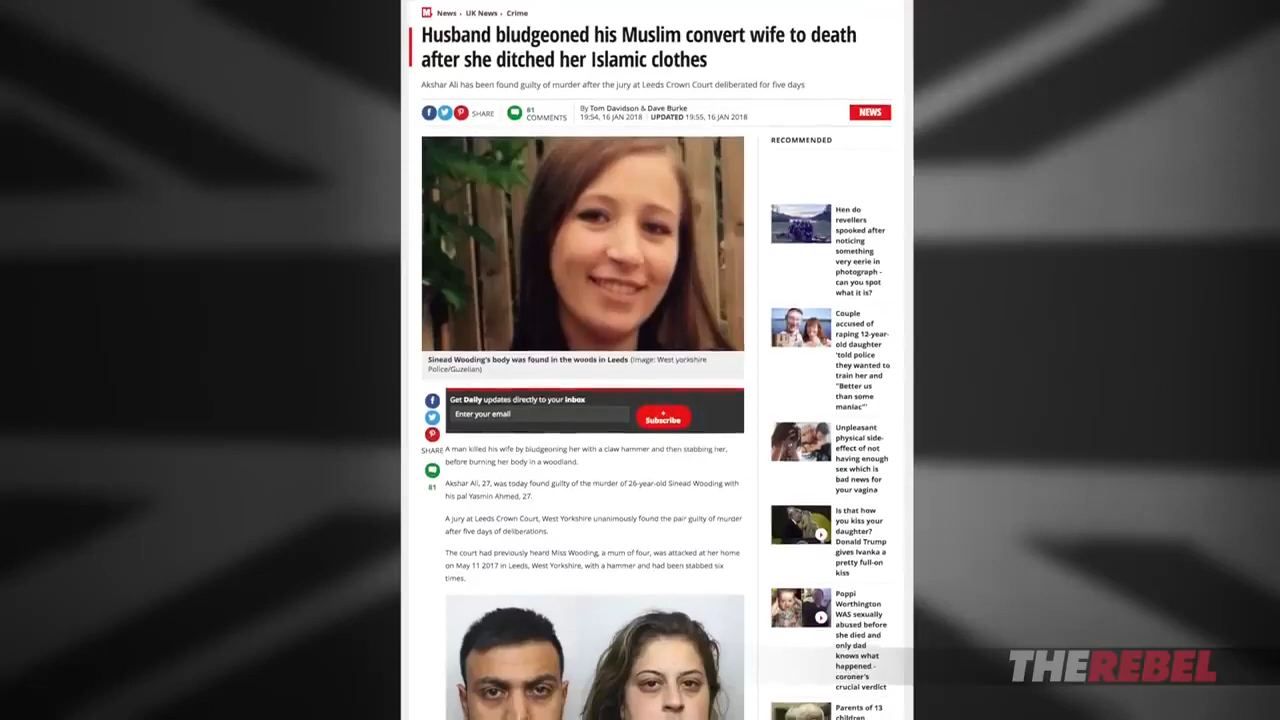 M
News › UK News › Crime
Husband bludgeoned his Muslim convert wife to death
after she ditched her Islamic clothes
Akshar Ali has been found guilty of murder after the jury at Leeds Crown Court deliberated for five days
SHARE
81
COMMENTS
By Tom Davidson & Dave Burke
19:54, 16 JAN 2018 | UPDATED 19:55, 16 JAN 2018
NEWS
Sinead Wooding's body was found in the woods in Leeds (Image: West yorkshire
Police/Guzelian)
Get Daily updates directly to your inbox
Enter your email
+
Subscribe
SHARE
81
A man killed his wife by bludgeoning her with a claw hammer and then stabbing her,
before burning her body in a woodland.
Akshar Ali, 27, was today found guilty of the murder of 26-year-old Sinead Wooding with
his pal Yasmin Ahmed, 27.
A jury at Leeds Crown Court, West Yorkshire unanimously found the pair guilty of murder
after five days of deliberations.
The court had previously heard Miss Wooding, a mum of four, was attacked at her home
on May 11 2017 in Leeds, West Yorkshire, with a hammer and had been stabbed six
times.
RECOMMENDED
Hen do
revellers
spooked after
noticing
something
very eerie in
photograph -
can you spot
what it is?
Couple
accused of
raping 12-year-
old daughter
'told police
they wanted to
train her and
"Better us
than some
maniac"'
Unpleasant
physical side-
effect of not
having enough
sex which is
bad news for
your vagina
Is that how
you kiss your
daughter?
Donald Trump
gives Ivanka a
pretty full-on
kiss
Poppi
Worthington
WAS sexually
abused before
she died and
only dad
knows what
happened -
coroner's
crucial verdict
Parents of 13
children
THEREBEL